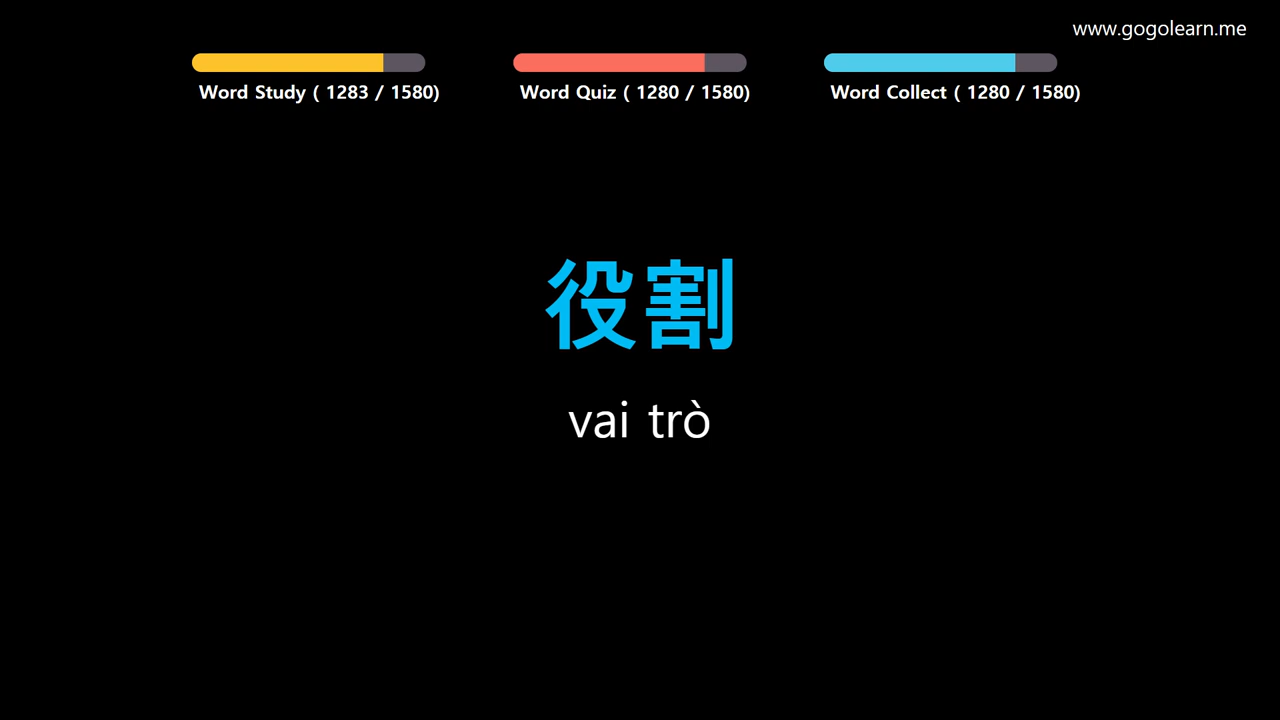 www.gogolearn.me
Word Study ( 1283 / 1580)
Word Quiz ( 1280 / 1580)
Word Collect ( 1280 / 1580)
役割
vai trò